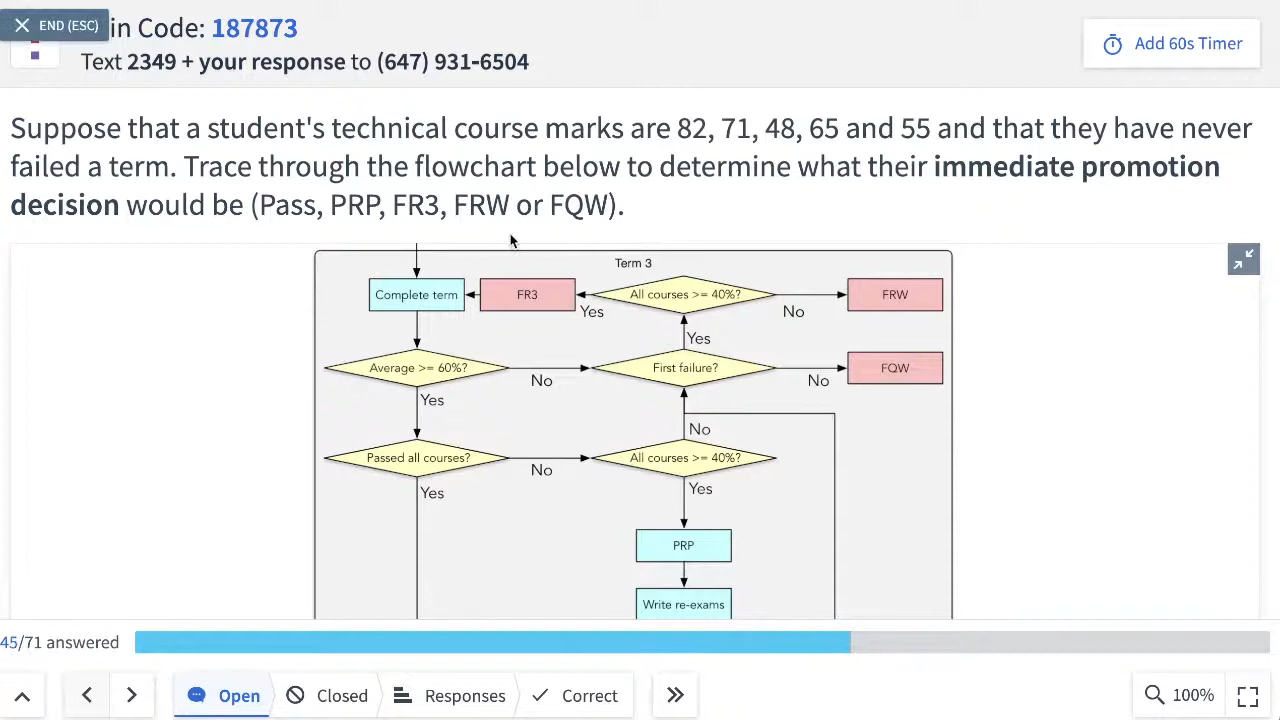 END (ESC)
in Code: 187873
Text 2349 + your response to (647) 931-6504
Add 60s Timer
Suppose that a student's technical course marks are 82, 71, 48, 65 and 55 and that they have never
failed a term. Trace through the flowchart below to determine what their immediate promotion
decision would be (Pass, PRP, FR3, FRW or FQW).
Term 3
Complete term
FR3
All courses >= 40%?
FRW
Yes
No
Yes
Average >= 60%?
First failure?
FQW
No
No
Yes
No
Passed all courses?
All courses >= 40%?
No
Yes
Yes
PRP
Write re-exams
45/71 answered
Open
Closed
Responses
Correct
100%